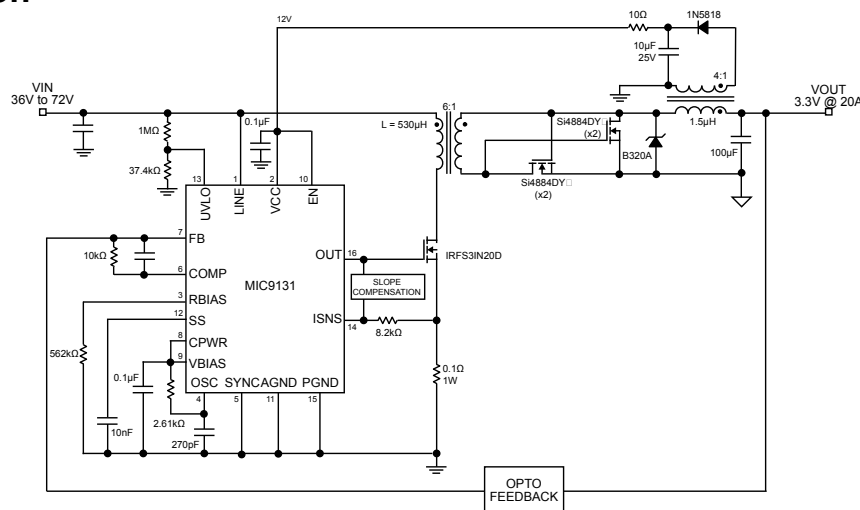 12V
10Ω
1N5818
10µF
25V
4:1
VIN
36V to 72V
6:1
VOUT
3.3V @ 20A
0.1µF
L = 530µH
Si4884DY□
(x2)
1.5µH
1MΩ
B320A
100µF
37.4kΩ
13
1
2
10
Si4884DY□
(x2)
UVLO
LINE
VCC
EN
7
FB
10kΩ
OUT
16
IRFS3IN20D
6
COMP
MIC9131
SLOPE
COMPENSATION
3
RBIAS
12
SS
ISNS
14
8.2kΩ
8
CPWR
562kΩ
9
VBIAS
0.1µF
0.1Ω
1W
OSC
SYNC
AGND
PGND
4
5
11
15
2.61kΩ
10nF
270pF
OPTO
FEEDBACK